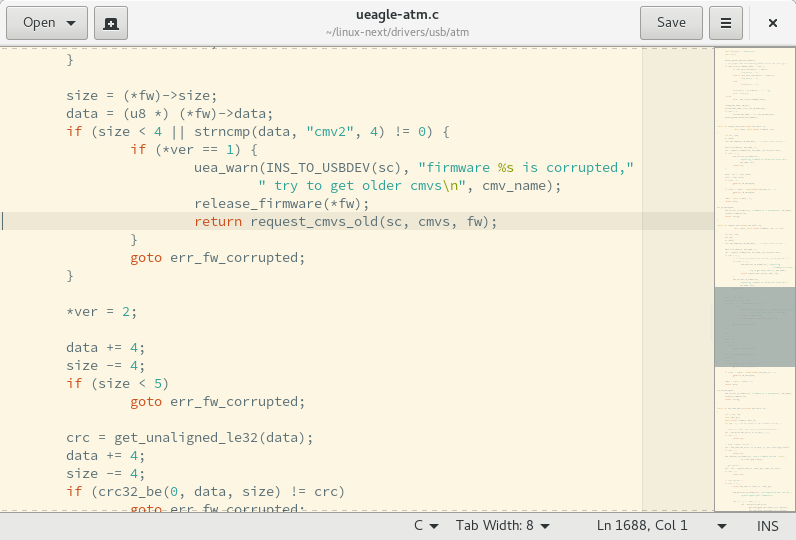 Open
ueagle-atm.c
~/linux-next/drivers/usb/atm
Save
}
size = (*fw)->size;
data = (u8 *) (*fw)->data;
if (size < 4 || strncmp(data, "cmv2", 4) != 0) {
if (*ver == 1) {
uea_warn(INS_TO_USBDEV(sc), "firmware %s is corrupted,"
" try to get older cmvs\n", cmv_name);
release_firmware(*fw);
return request_cmvs_old(sc, cmvs, fw);
}
goto err_fw_corrupted;
}
*ver = 2;
data += 4;
size -= 4;
if (size < 5)
goto err_fw_corrupted;
crc = get_unaligned_le32(data);
data += 4;
size -= 4;
if (crc32_be(0, data, size) != crc)
goto err_fw_corrupted;
C
Tab Width: 8
Ln 1688, Col 1
INS